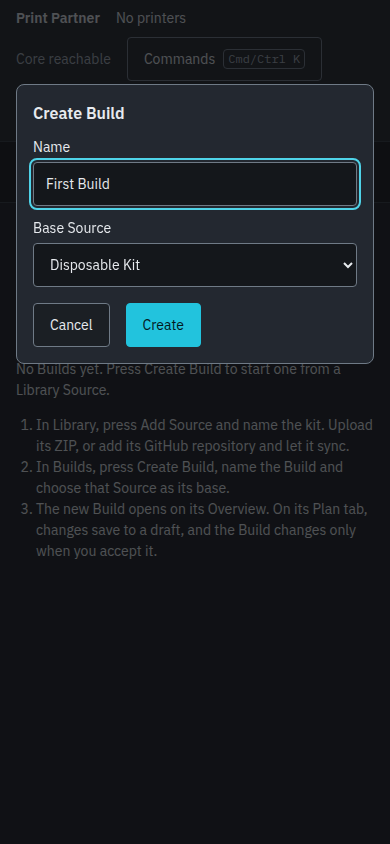 Print Partner No printers
Core reachable Commands Cmd/Ctrl K
Create Build
Name
First Build
Base Source
Disposable Kit
Cancel Create
No Builds yet. Press Create Build to start one from a
Library Source.
1. In Library, press Add Source and name the kit. Upload
its ZIP, or add its GitHub repository and let it sync.
2. In Builds, press Create Build, name the Build and
choose that Source as its base.
3. The new Build opens on its Overview. On its Plan tab,
changes save to a draft, and the Build changes only
when you accept it.